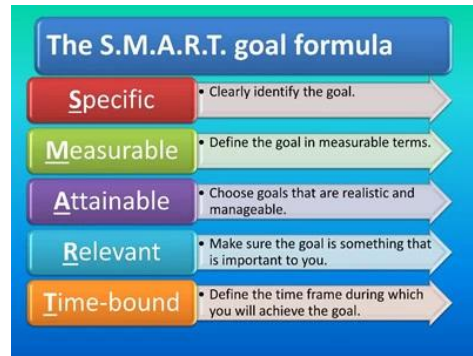 The S.M.A.R.T. goal formula
Specific
• Clearly identify the goal.
Measurable
• Define the goal in measurable terms.
Attainable
• Choose goals that are realistic and
manageable.
Relevant
• Make sure the goal is something that
is important to you.
Time-bound
• Define the time frame during which
you will achieve the goal.